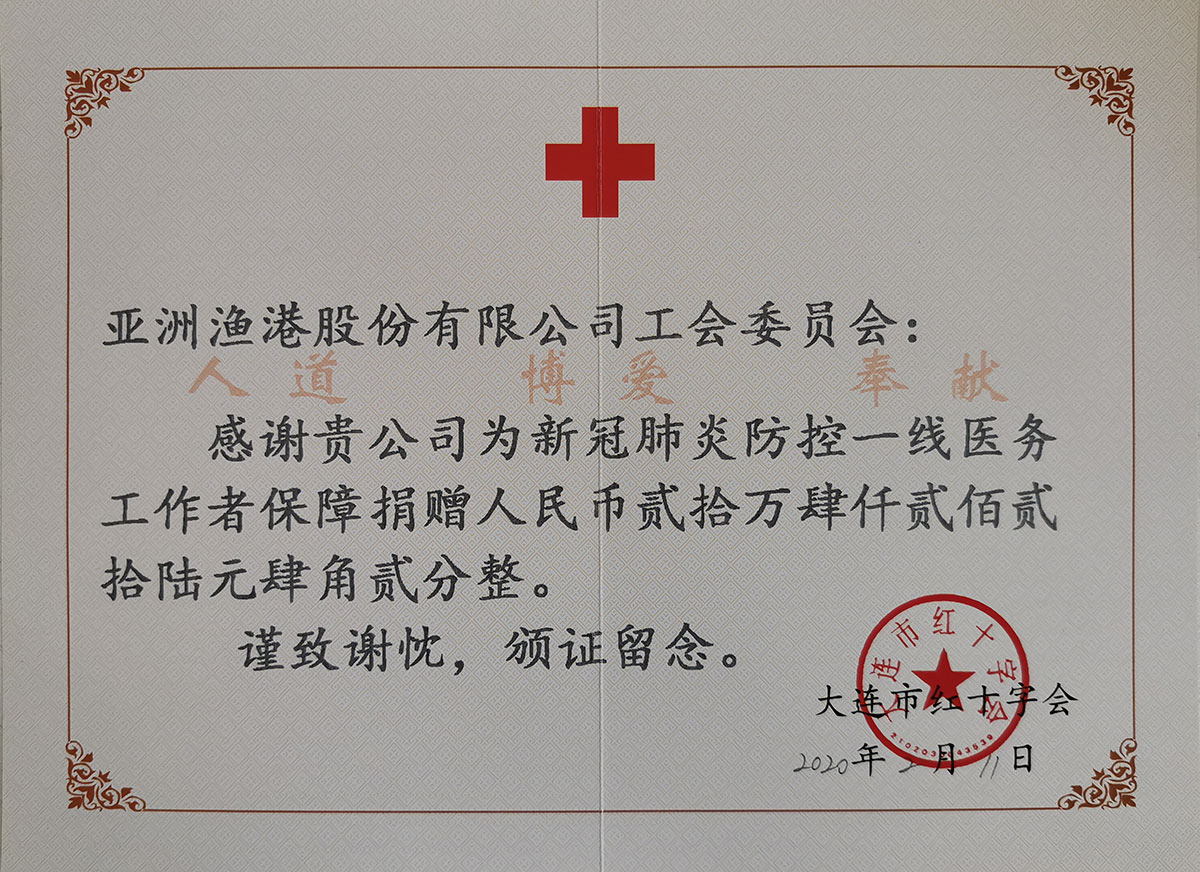 亚洲渔港股份有限公司工会委员会：
人道 博爱 奉献
感谢贵公司为新冠肺炎防控一线医务
工作者保障捐赠人民币贰拾万肆仟贰佰贰
拾陆元肆角贰分整。
谨致谢忱，颁证留念。
大连市红十字会
大连市红十字会
2020年2月11日